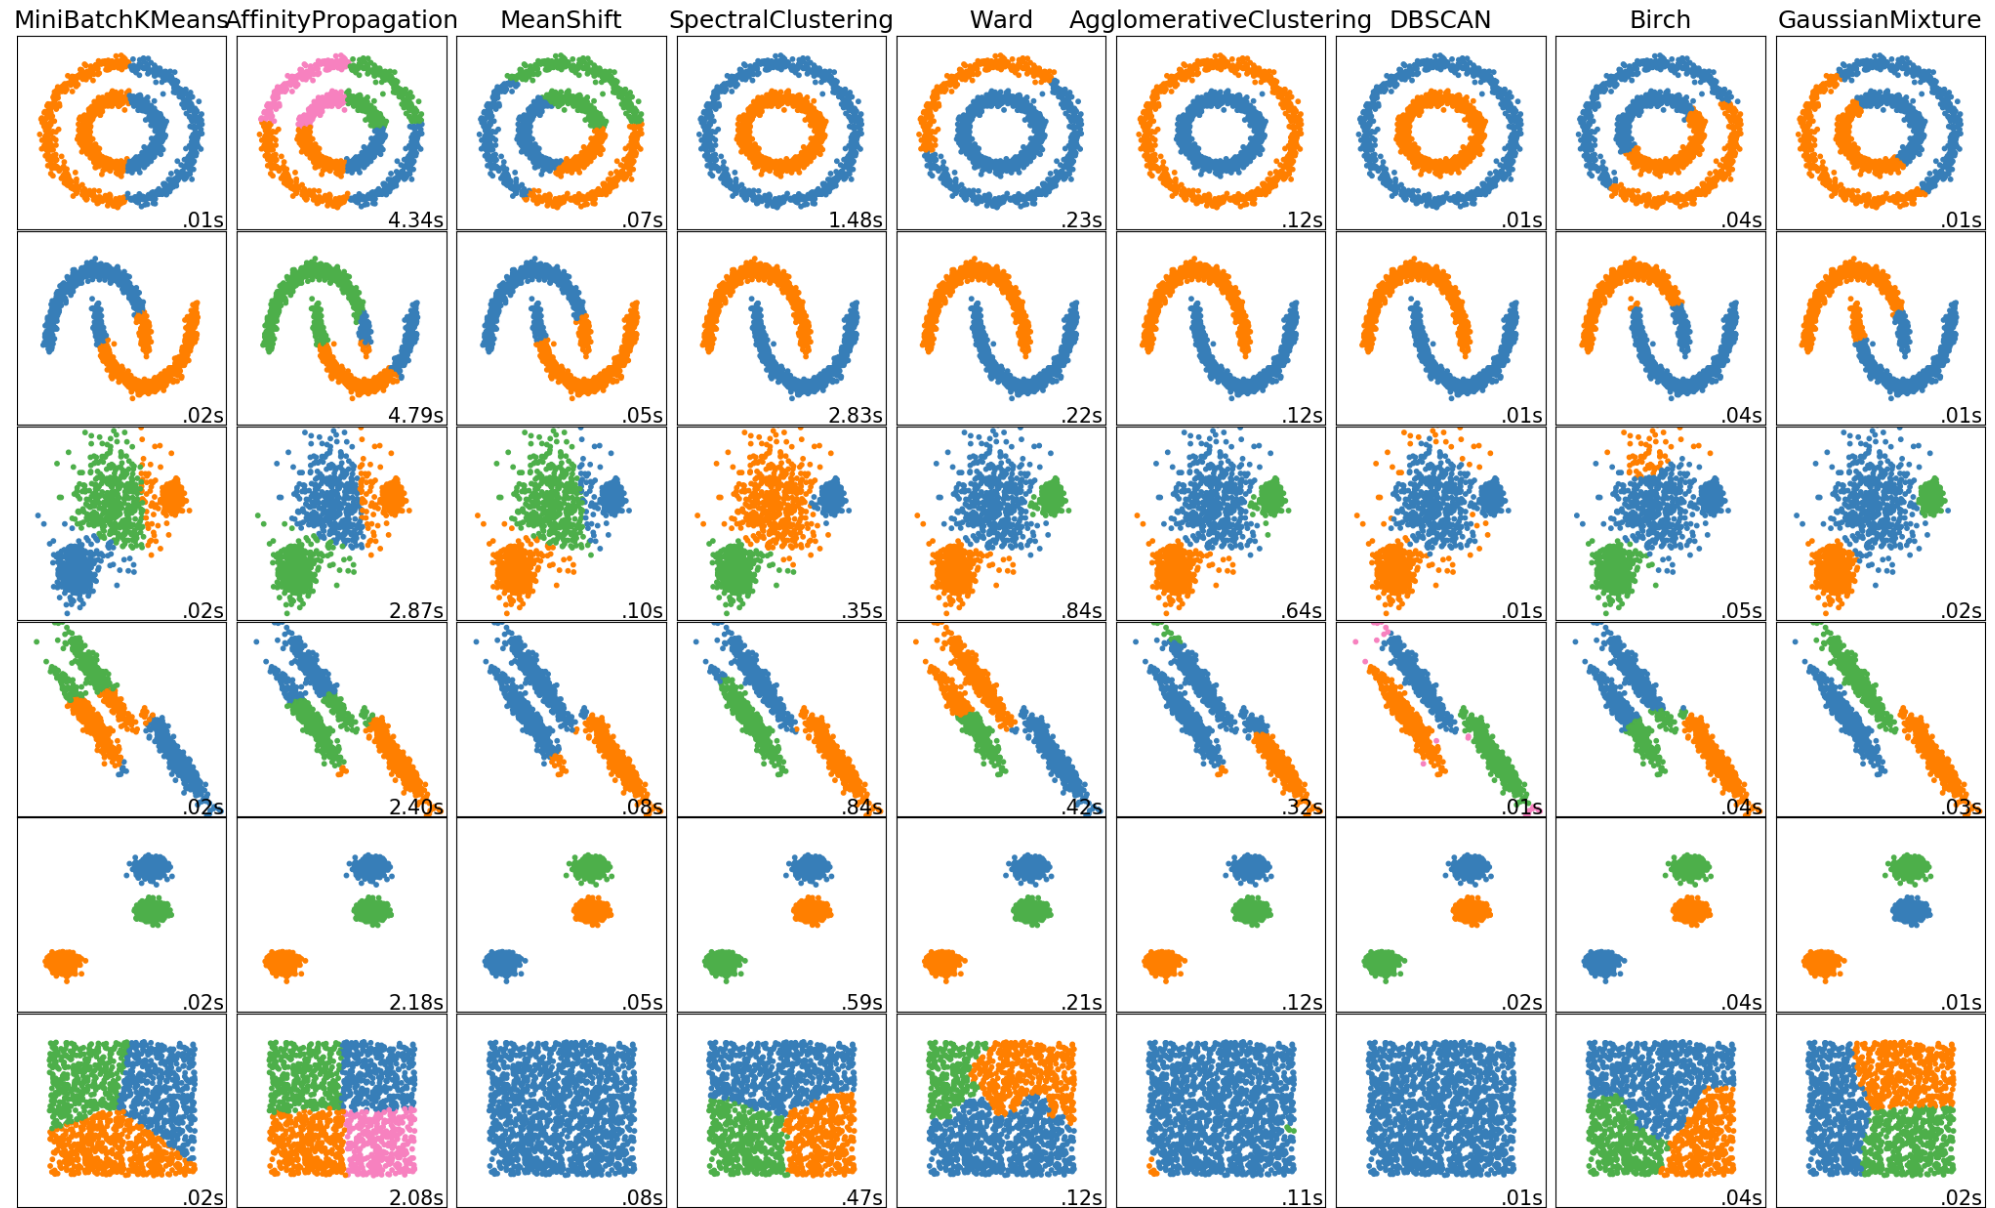 MiniBatchKMeans AffinityPropagation MeanShift SpectralClustering Ward AgglomerativeClustering DBSCAN Birch GaussianMixture
.01s 4.34s .07s 1.48s .23s .12s .01s .04s .01s
.02s 4.79s .05s 2.83s .22s .12s .01s .04s .01s
.02s 2.87s .10s .35s .84s .64s .01s .05s .02s
.02s 2.40s .08s .84s .42s .32s .01s .04s .03s
.02s 2.18s .05s .59s .21s .12s .02s .04s .01s
.02s 2.08s .08s .47s .12s .11s .01s .04s .02s